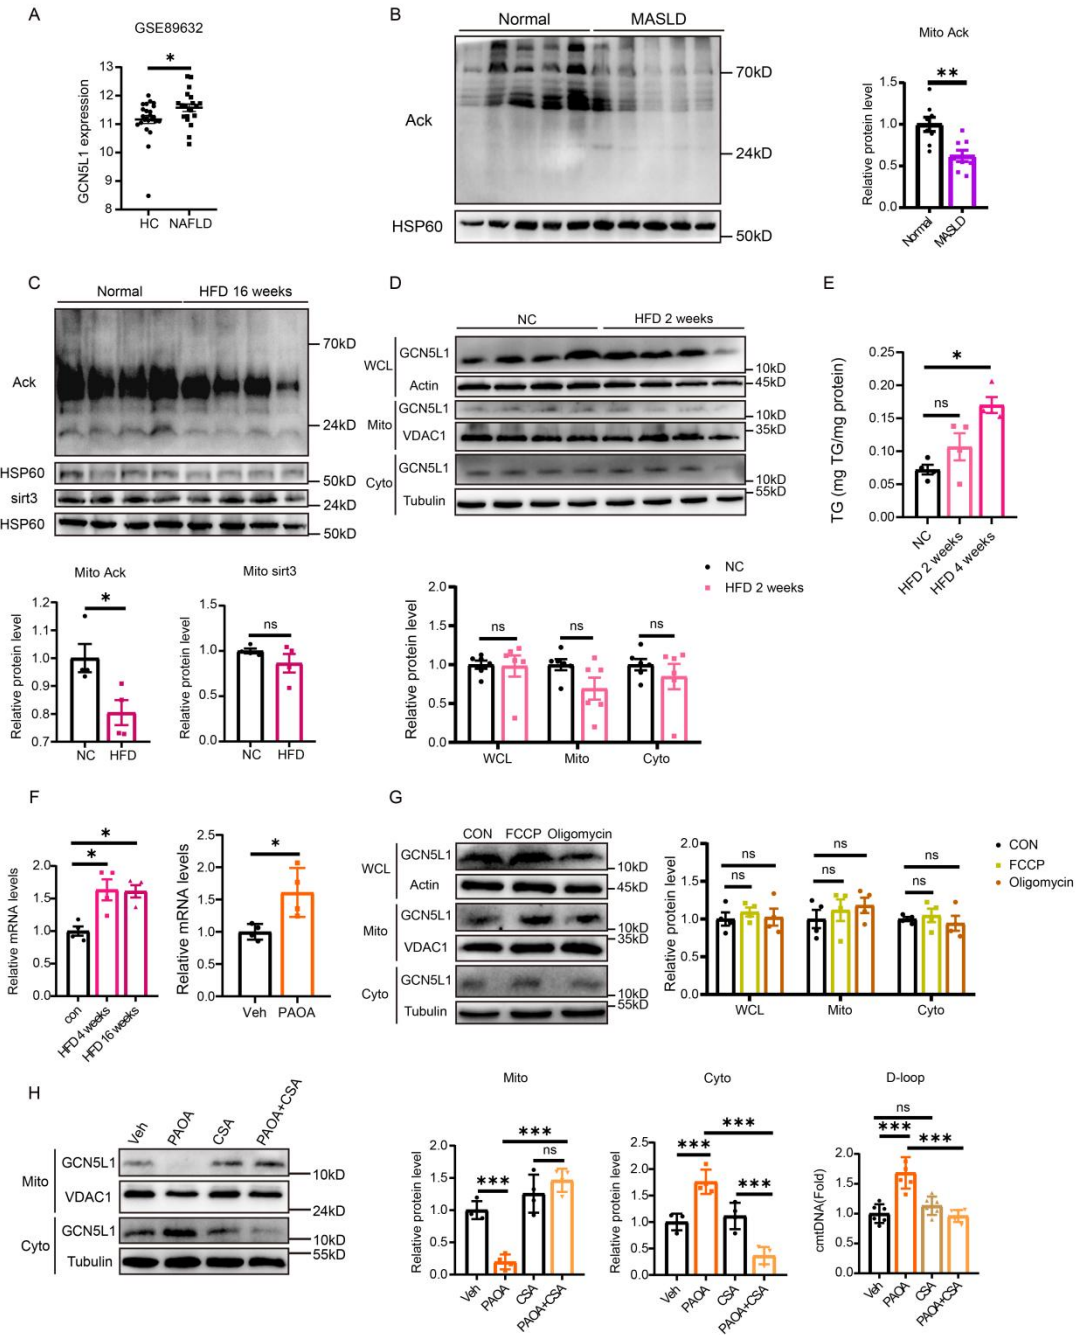 A
GSE89632
*
GCN5L1 expression
13
12
11
10
9
8
HC NAFLD
B
Normal MASLD
Ack
70kD
24kD
HSP60
50kD
Mito Ack
**
Relative protein level
1.5
1.0
0.5
0.0
Normal
MASLD
C
Normal HFD 16 weeks
Ack
70kD
24kD
HSP60
50kD
sirt3
24kD
HSP60
50kD
Mito Ack
*
Relative protein level
1.2
1.0
0.9
0.8
0.7
NC HFD
Mito sirt3
ns
Relative protein level
1.5
1.0
0.5
0.0
NC HFD
D
NC HFD 2 weeks
WCL
GCN5L1
10kD
Actin
45kD
Mito
GCN5L1
10kD
VDAC1
35kD
Cyto
GCN5L1
10kD
Tubulin
55kD
NC
HFD 2 weeks
Relative protein level
2.0
1.5
1.0
0.5
0.0
ns ns ns
WCL Mito Cyto
E
TG (mg TG/mg protein)
0.25
0.20
0.15
0.10
0.05
0.00
*
ns
NC
HFD 2 weeks
HFD 4 weeks
F
Relative mRNA levels
2.0
1.5
1.0
0.5
0.0
*
*
con
HFD 4 weeks
HFD 16 weeks
Relative mRNA levels
2.5
2.0
1.5
1.0
0.5
0.0
*
Veh PAOA
G
CON FCCP Oligomycin
WCL
GCN5L1
10kD
Actin
45kD
Mito
GCN5L1
10kD
VDAC1
35kD
Cyto
GCN5L1
10kD
Tubulin
55kD
Relative protein level
2.0
1.5
1.0
0.5
0.0
ns ns ns
ns ns ns
WCL Mito Cyto
CON
FCCP
Oligomycin
H
Veh PAOA CSA PAOA+CSA
Mito
GCN5L1
10kD
VDAC1
24kD
Cyto
GCN5L1
10kD
Tubulin
55kD
Mito
Relative protein level
2.0
1.5
1.0
0.5
0.0
***
ns
***
Veh
PAOA
CSA
PAOA+CSA
Cyto
Relative protein level
2.5
2.0
1.5
1.0
0.5
0.0
***
***
***
Veh
PAOA
CSA
PAOA+CSA
D-loop
cmtDNA(Fold)
2.5
2.0
1.5
1.0
0.5
0.0
ns
***
***
Veh
PAOA
CSA
PAOA+CSA